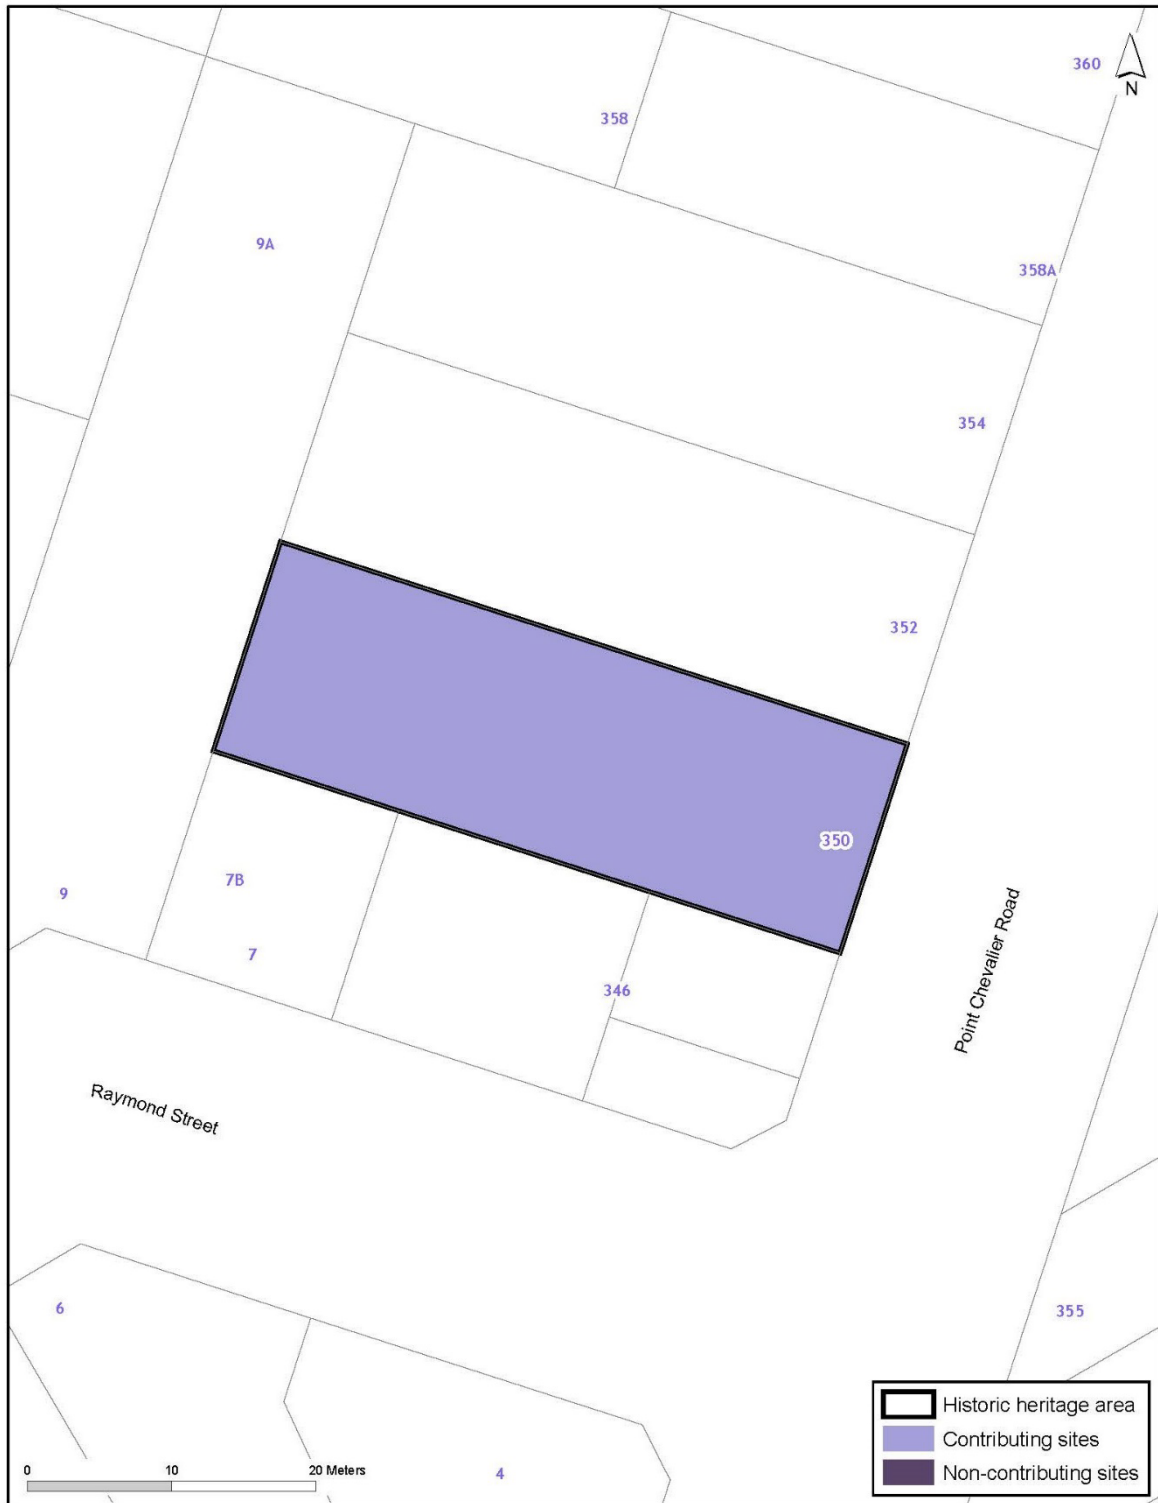 360
N
358
9A
358A
354
352
350
7B
9
7
346
Point Chevalier Road
Raymond Street
6
355
4
Historic heritage area
Contributing sites
Non-contributing sites
0 10 20 Meters